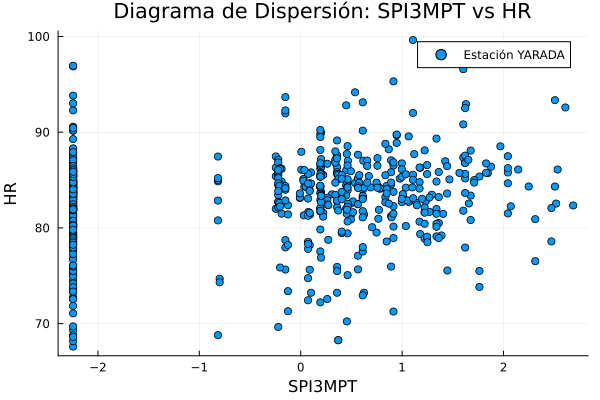 Diagrama de Dispersión: SPI3MPT vs HR
Estación YARADA
HR
100
90
80
70
−2
−1
0
1
2
SPI3MPT